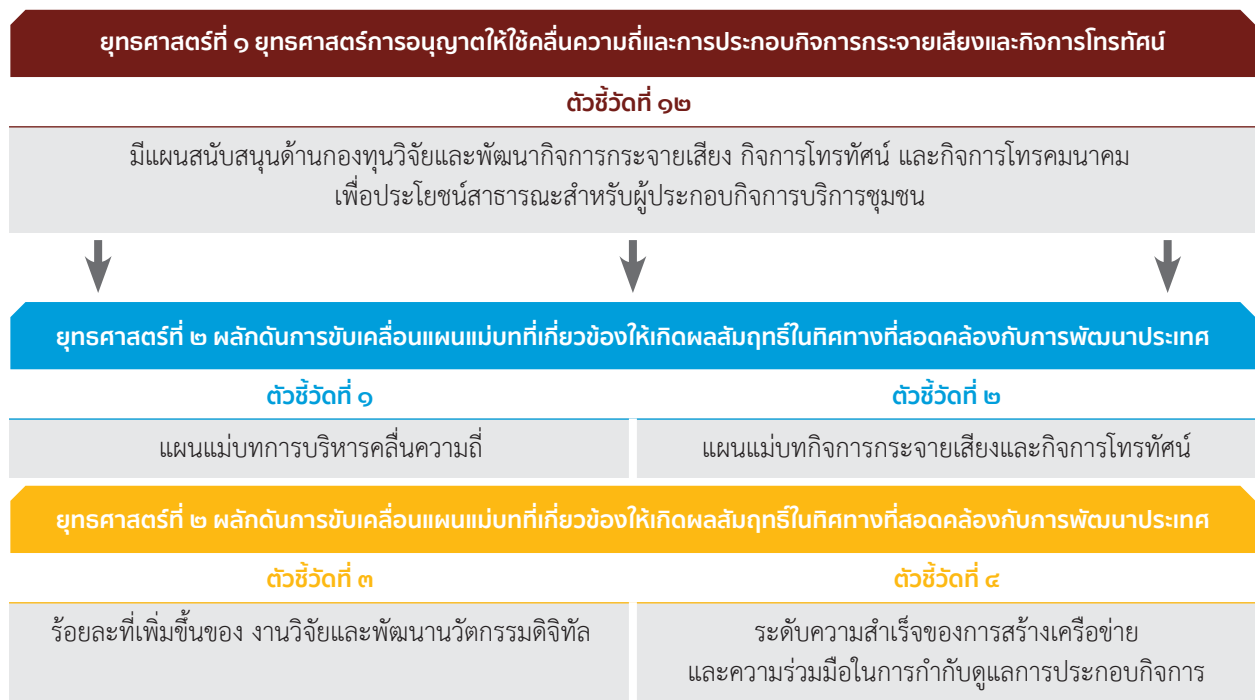 ยุทธศาสตร์ที่ ๑ ยุทธศาสตร์การอนุญาตให้ใช้คลื่นความถี่และการประกอบกิจการกระจายเสียงและกิจการโทรทัศน์
ตัวชี้วัดที่ ๑๒
มีแผนสนับสนุนด้านกองทุนวิจัยและพัฒนากิจการกระจายเสียง กิจการโทรทัศน์ และกิจการโทรคมนาคม
เพื่อประโยชน์สาธารณะสำหรับผู้ประกอบกิจการบริการชุมชน
ยุทธศาสตร์ที่ ๒ ผลักดันการขับเคลื่อนแผนแม่บทที่เกี่ยวข้องให้เกิดผลสัมฤทธิ์ในทิศทางที่สอดคล้องกับการพัฒนาประเทศ
ตัวชี้วัดที่ ๑
แผนแม่บทการบริหารคลื่นความถี่
ตัวชี้วัดที่ ๒
แผนแม่บทกิจการกระจายเสียงและกิจการโทรทัศน์
ยุทธศาสตร์ที่ ๒ ผลักดันการขับเคลื่อนแผนแม่บทที่เกี่ยวข้องให้เกิดผลสัมฤทธิ์ในทิศทางที่สอดคล้องกับการพัฒนาประเทศ
ตัวชี้วัดที่ ๓
ร้อยละที่เพิ่มขึ้นของ งานวิจัยและพัฒนานวัตกรรมดิจิทัล
ตัวชี้วัดที่ ๔
ระดับความสำเร็จของการสร้างเครือข่าย
และความร่วมมือในการกำกับดูแลการประกอบกิจการ